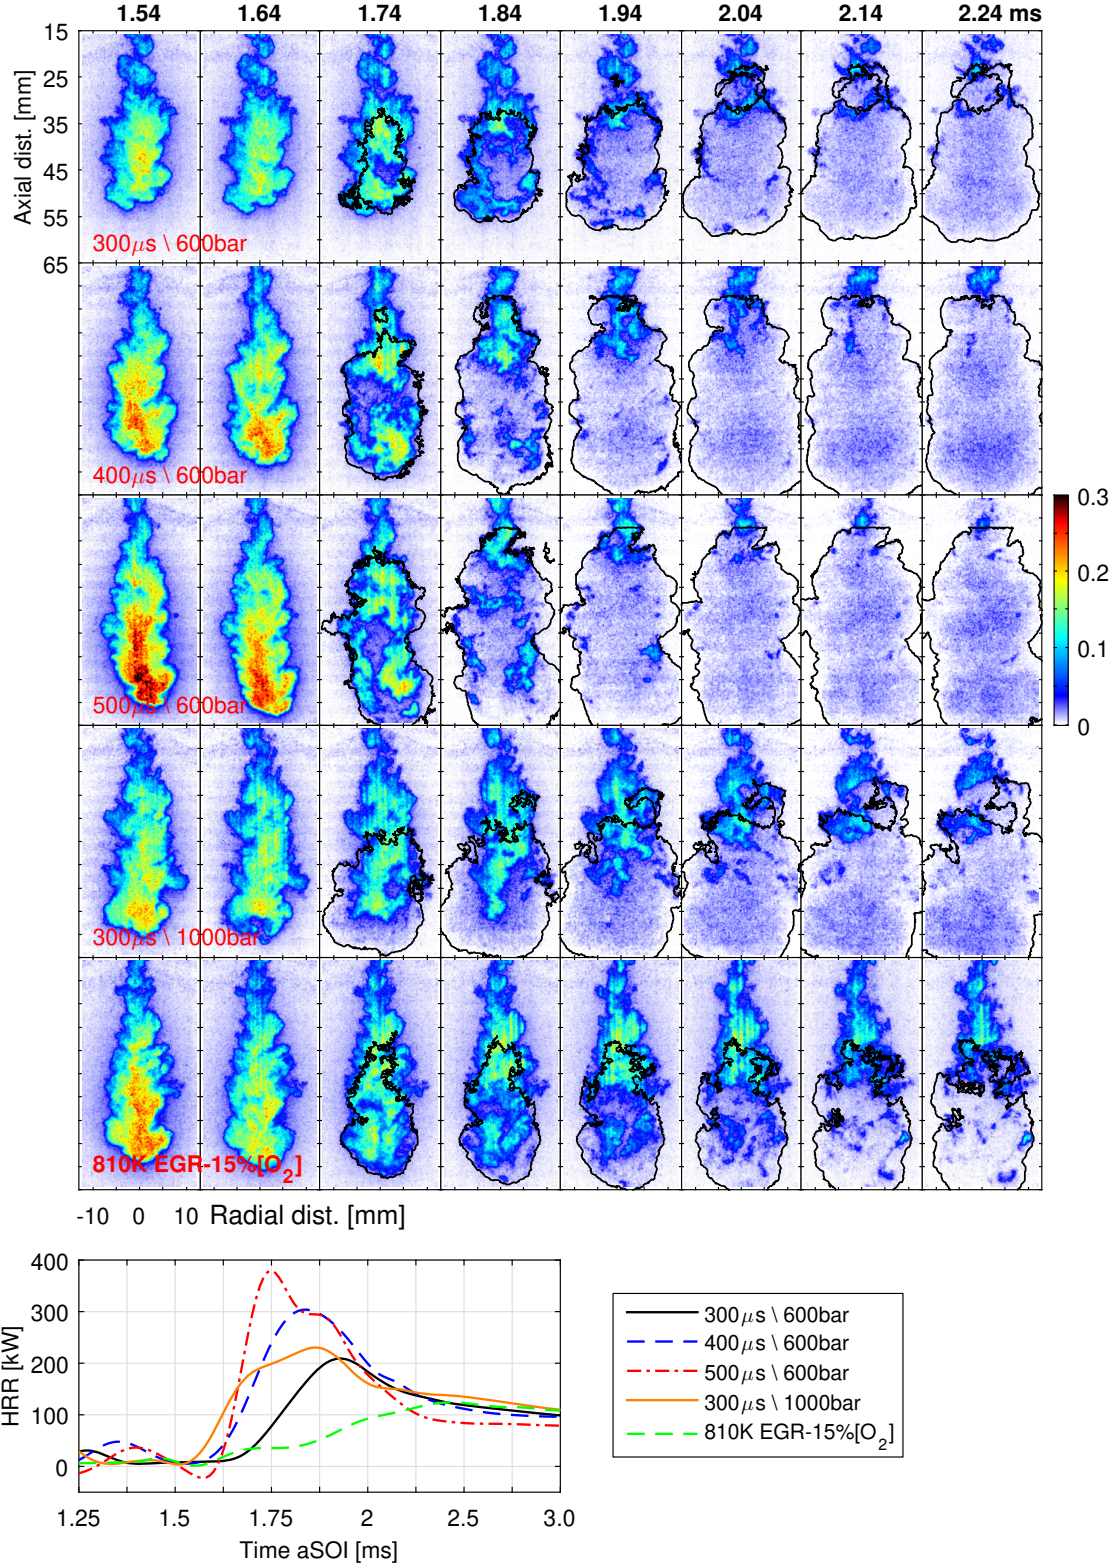 1.54 1.64 1.74 1.84 1.94 2.04 2.14 2.24 ms
15
25
35
45
55
65
Axial dist. [mm]
300μs \ 600bar
400μs \ 600bar
0.3
0.2
0.1
0
500μs \ 600bar
300μs \ 1000bar
810K EGR-15%[O2]
-10 0 10 Radial dist. [mm]
400
300
200
100
0
HRR [kW]
1.25 1.5 1.75 2 2.5 3.0
Time aSOI [ms]
300μs \ 600bar
400μs \ 600bar
500μs \ 600bar
300μs \ 1000bar
810K EGR-15%[O2]